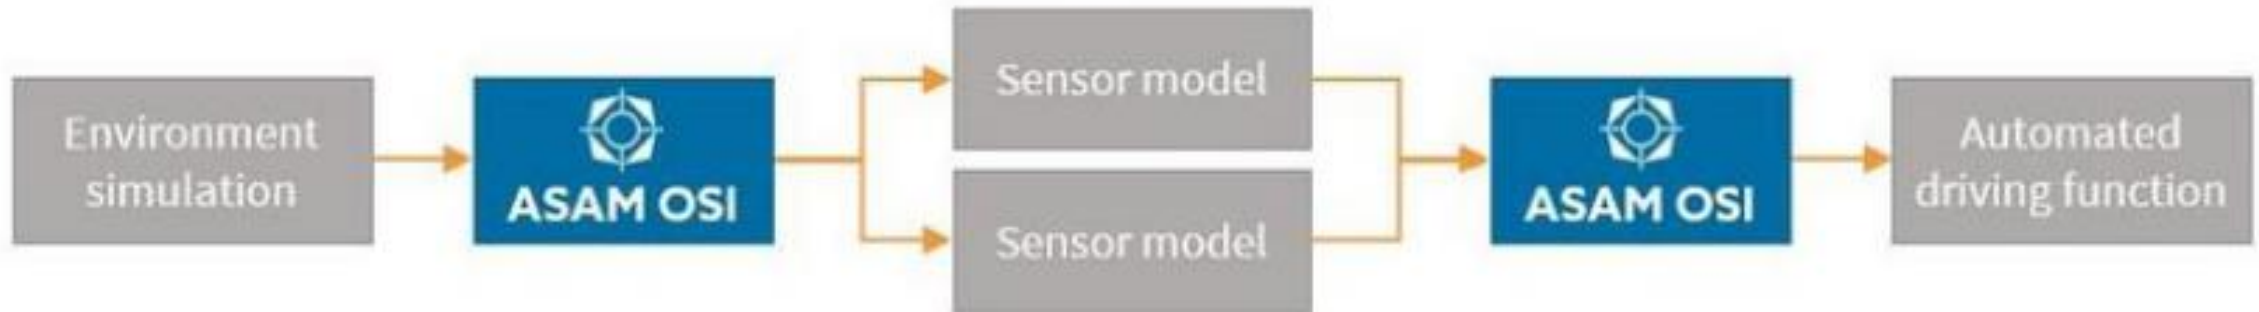 Environment
simulation
ASAM OSI
Sensor model
Sensor model
ASAM OSI
Automated
driving function